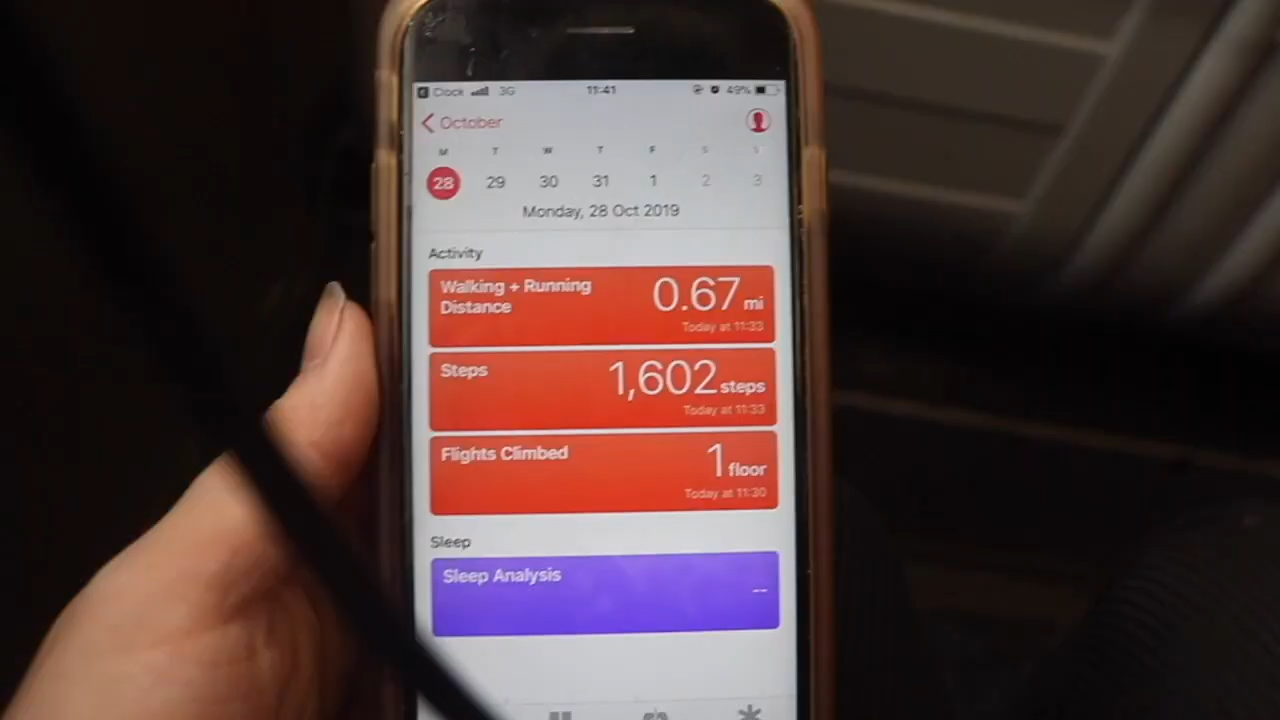 Clock 3G 11:41 49%
October
M T W T F S S
28 29 30 31 1 2 3
Monday, 28 Oct 2019
Activity
Walking + Running
Distance
0.67 mi
Today at 11:33
Steps
1,602 steps
Today at 11:33
Flights Climbed
1 floor
Today at 11:30
Sleep
Sleep Analysis
--